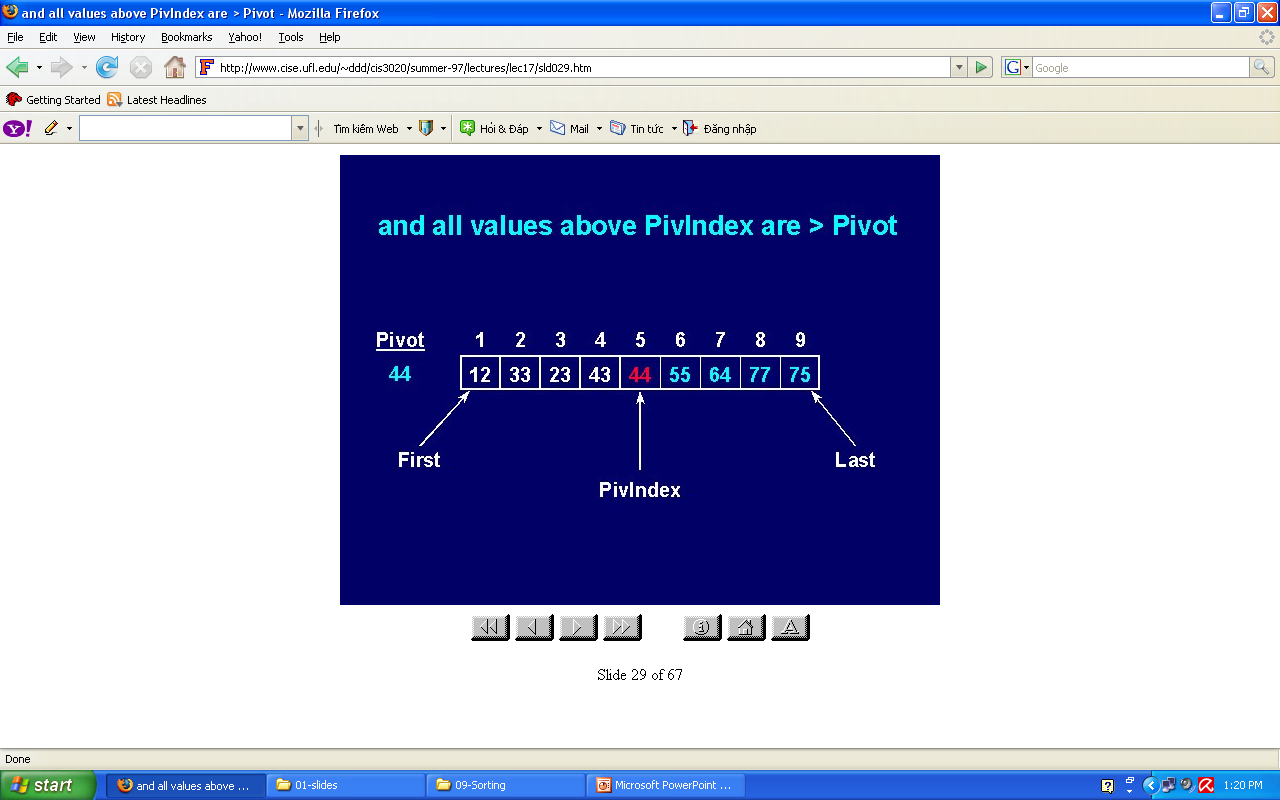 and all values above PivIndex are > Pivot - Mozilla Firefox
File Edit View History Bookmarks Yahoo! Tools Help
http://www.cise.ufl.edu/~ddd/cis3020/summer-97/lectures/lec17/sld029.htm
G Google
Getting Started Latest Headlines
Y! Tìm kiếm Web Hỏi & Đáp Mail Tin tức Đăng nhập
and all values above PivIndex are > Pivot
Pivot 1 2 3 4 5 6 7 8 9
44 12 33 23 43 44 55 64 77 75
First Last
PivIndex
Slide 29 of 67
Done
start and all values above ... 01-slides 09-Sorting Microsoft PowerPoint ... 1:20 PM